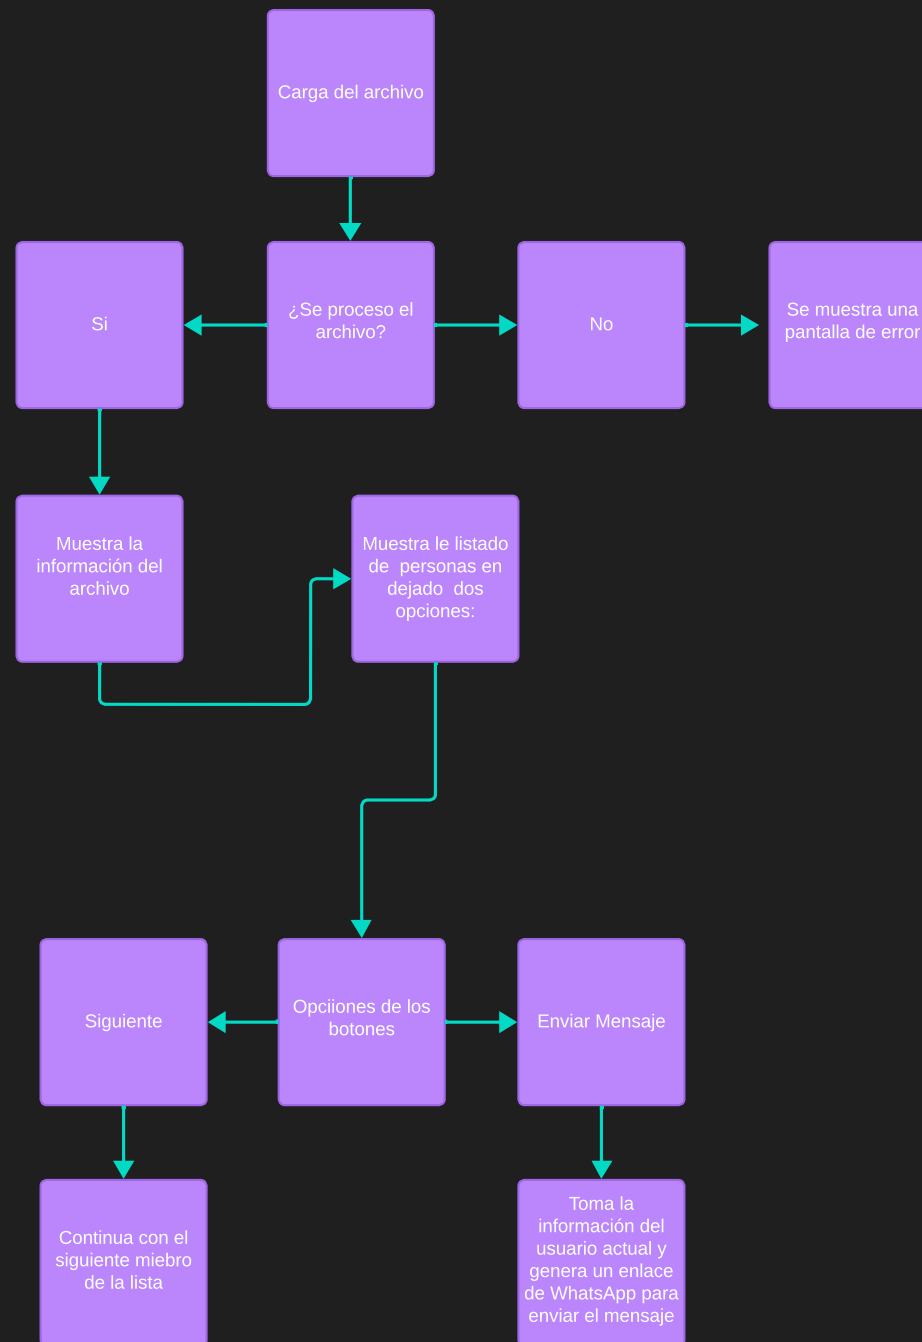 Carga del archivo
Si
¿Se proceso el
archivo?
No
Se muestra una
pantalla de error
Muestra la
información del
archivo
Muestra le listado
de  personas en
dejado  dos
opciones:
Siguiente
Opciiones de los
botones
Enviar Mensaje
Continua con el
siguiente miebro
de la lista
Toma la
información del
usuario actual y
genera un enlace
de WhatsApp para
enviar el mensaje